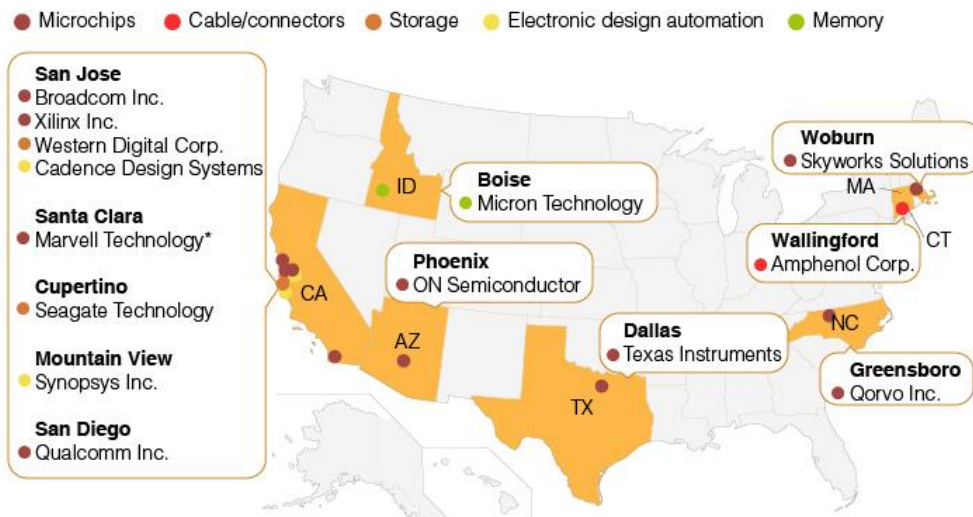 Microchips Cable/connectors Storage Electronic design automation Memory
San Jose
Broadcom Inc.
Xilinx Inc.
Western Digital Corp.
Cadence Design Systems
Santa Clara
Marvell Technology*
Cupertino
Seagate Technology
Mountain View
Synopsys Inc.
San Diego
Qualcomm Inc.
CA
ID
Boise
Micron Technology
Phoenix
ON Semiconductor
AZ
Dallas
Texas Instruments
TX
Woburn
Skyworks Solutions
MA
Wallingford
Amphenol Corp.
CT
NC
Greensboro
Qorvo Inc.